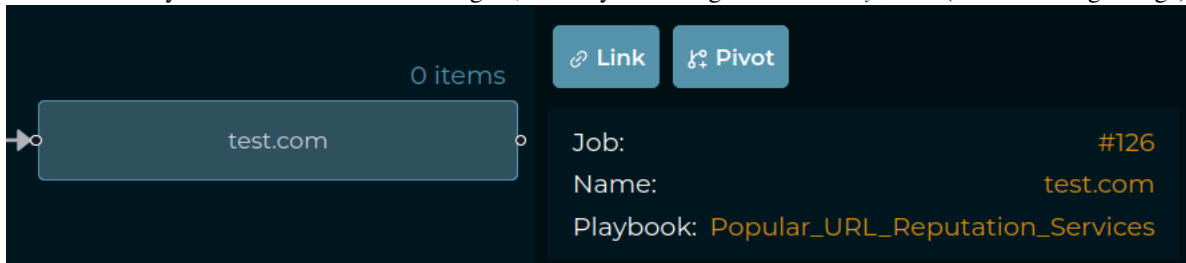 0 items
test.com
Link
Pivot
Job: #126
Name: test.com
Playbook: Popular_URL_Reputation_Services